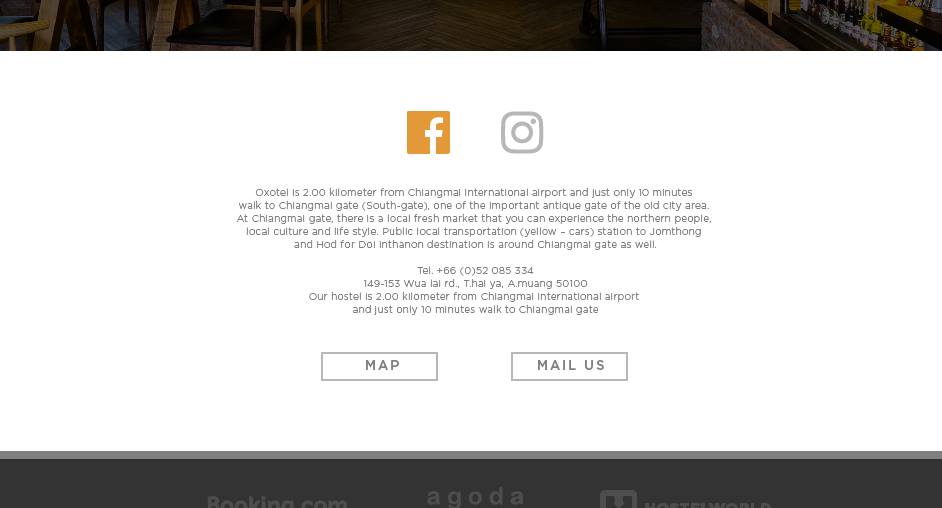 Oxotel is 2.00 kilometer from Chiangmai international airport and just only 10 minutes
walk to Chiangmai gate (South-gate), one of the important antique gate of the old city area.
At Chiangmai gate, there is a local fresh market that you can experience the northern people,
local culture and life style. Public local transportation (yellow – cars) station to Jomthong
and Hod for Doi Inthanon destination is around Chiangmai gate as well.
Tel. +66 (0)52 085 334
149-153 Wua lai rd., T.hai ya, A.muang 50100
Our hostel is 2.00 kilometer from Chiangmai international airport
and just only 10 minutes walk to Chiangmai gate
MAP MAIL US
Booking.com agoda HOSTELWORLD